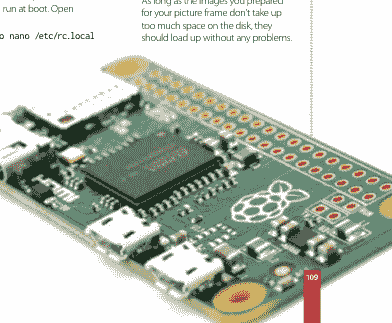 run at boot. Open
o nano /etc/rc.local
As long as the images you prepared
for your picture frame don't take up
too much space on the disk, they
should load up without any problems.
109